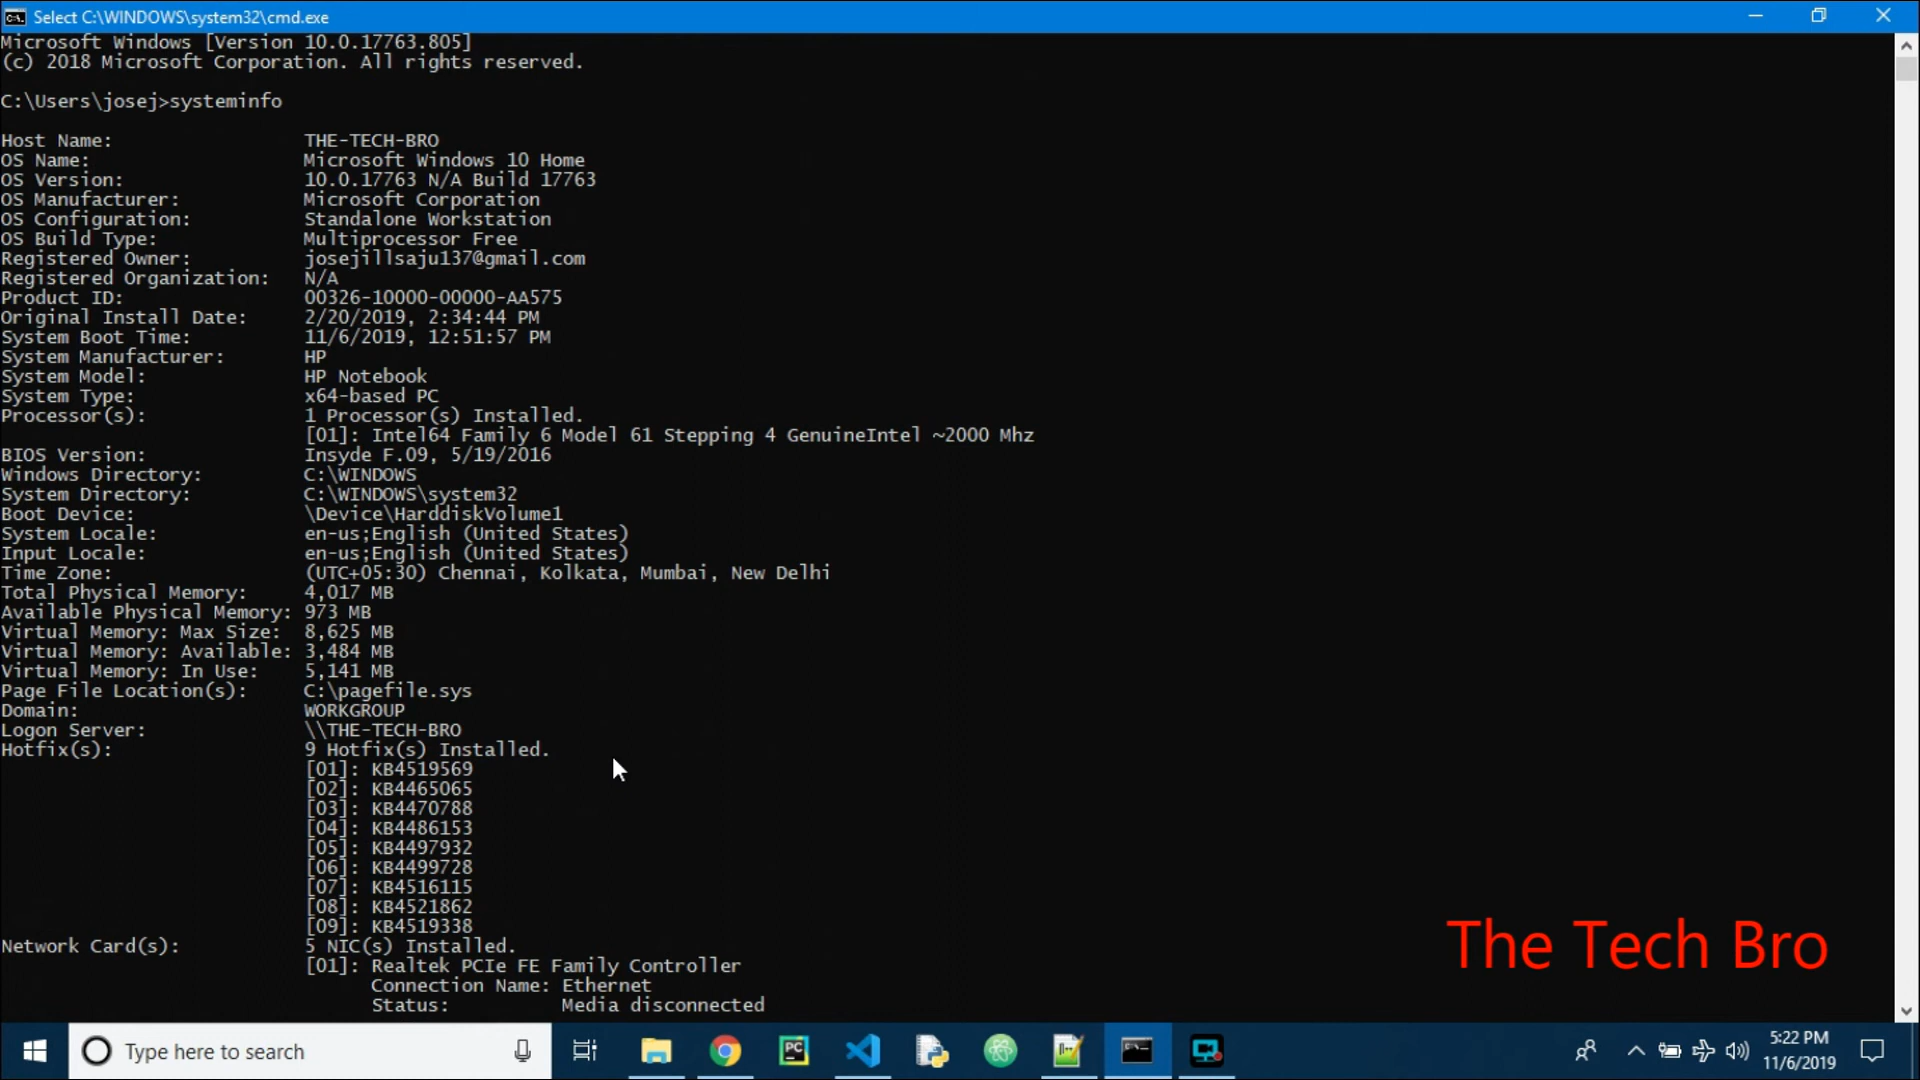 Select C:\WINDOWS\system32\cmd.exe
Microsoft Windows [Version 10.0.17763.805]
(c) 2018 Microsoft Corporation. All rights reserved.
C:\Users\josej>systeminfo
Host Name: THE-TECH-BRO
OS Name: Microsoft Windows 10 Home
OS Version: 10.0.17763 N/A Build 17763
OS Manufacturer: Microsoft Corporation
OS Configuration: Standalone Workstation
OS Build Type: Multiprocessor Free
Registered Owner: josejillsaju137@gmail.com
Registered Organization: N/A
Product ID: 00326-10000-00000-AA575
Original Install Date: 2/20/2019, 2:34:44 PM
System Boot Time: 11/6/2019, 12:51:57 PM
System Manufacturer: HP
System Model: HP Notebook
System Type: x64-based PC
Processor(s): 1 Processor(s) Installed.
[01]: Intel64 Family 6 Model 61 Stepping 4 GenuineIntel ~2000 Mhz
BIOS Version: Insyde F.09, 5/19/2016
Windows Directory: C:\WINDOWS
System Directory: C:\WINDOWS\system32
Boot Device: \Device\HarddiskVolume1
System Locale: en-us;English (United States)
Input Locale: en-us;English (United States)
Time Zone: (UTC+05:30) Chennai, Kolkata, Mumbai, New Delhi
Total Physical Memory: 4,017 MB
Available Physical Memory: 973 MB
Virtual Memory: Max Size: 8,625 MB
Virtual Memory: Available: 3,484 MB
Virtual Memory: In Use: 5,141 MB
Page File Location(s): C:\pagefile.sys
Domain: WORKGROUP
Logon Server: \\THE-TECH-BRO
Hotfix(s): 9 Hotfix(s) Installed.
[01]: KB4519569
[02]: KB4465065
[03]: KB4470788
[04]: KB4486153
[05]: KB4497932
[06]: KB4499728
[07]: KB4516115
[08]: KB4521862
[09]: KB4519338
Network Card(s): 5 NIC(s) Installed.
[01]: Realtek PCIe FE Family Controller
Connection Name: Ethernet
Status: Media disconnected
The Tech Bro
Type here to search
PC
5:22 PM
11/6/2019